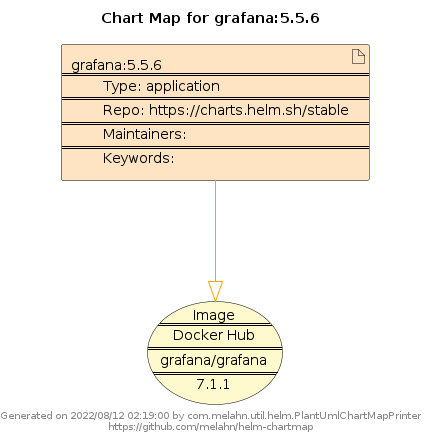 Chart Map for grafana:5.5.6
grafana:5.5.6
Type: application
Repo: https://charts.helm.sh/stable
Maintainers:
Keywords:
Image
Docker Hub
grafana/grafana
7.1.1
Generated on 2022/08/12 02:19:00 by com.melahn.util.helm.PlantUmlChartMapPrinter
https://github.com/melahn/helm-chartmap